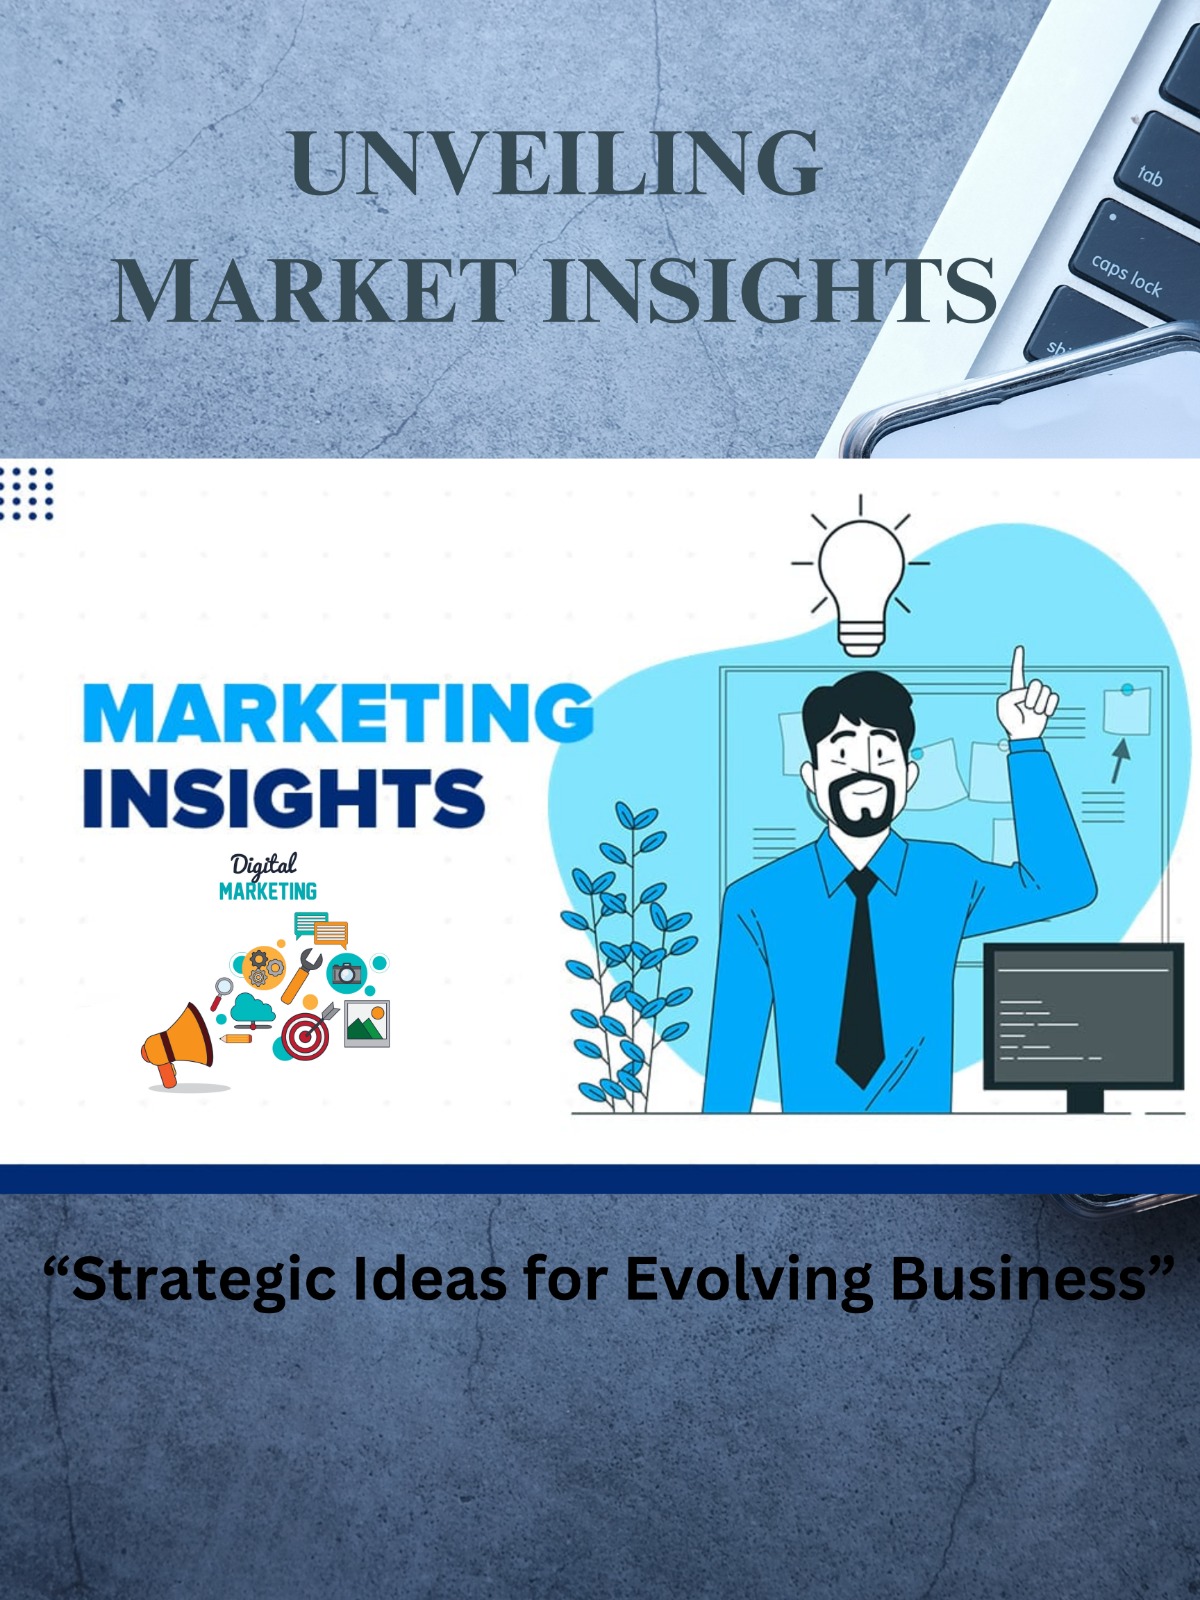 UNVEILING
MARKET INSIGHTS
tab
caps lock
MARKETING
INSIGHTS
Digital
MARKETING
“Strategic Ideas for Evolving Business”